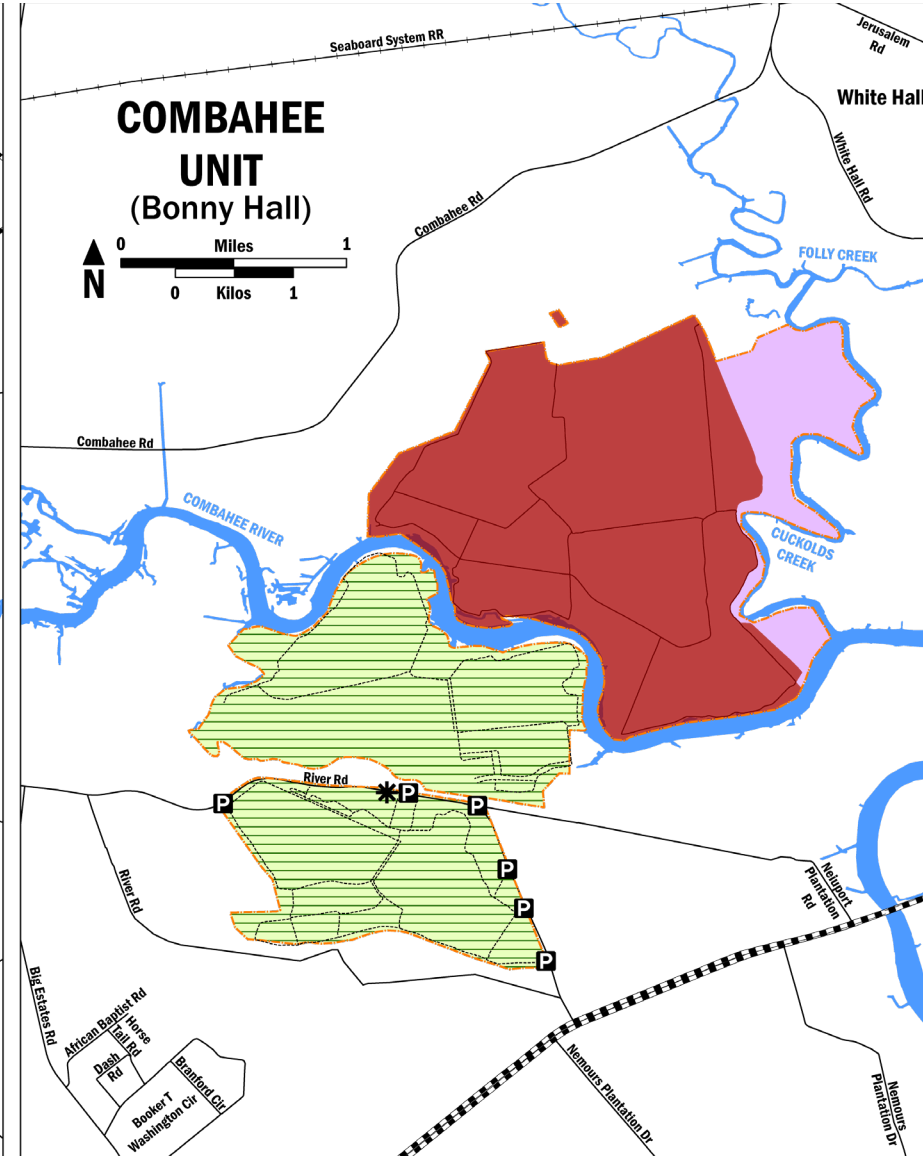 Seaboard System RR
Jerusalem
Rd
COMBAHEE
UNIT
(Bonny Hall)
White Hall
White Hall Rd
Combahee Rd
0 Miles 1
N
0 Kilos 1
FOLLY CREEK
Combahee Rd
COMBAHEE RIVER
CUCKOLDS
CREEK
River Rd
P
P
P
P
P
P
River Rd
Neluport
Plantation
Rd
Big Estates Rd
African Baptist Rd
Horse
Tail Rd
Dash
Rd
Branford Cir
Booker T
Washington Cir
Nemours Plantation Dr
Nemours
Plantation Dr